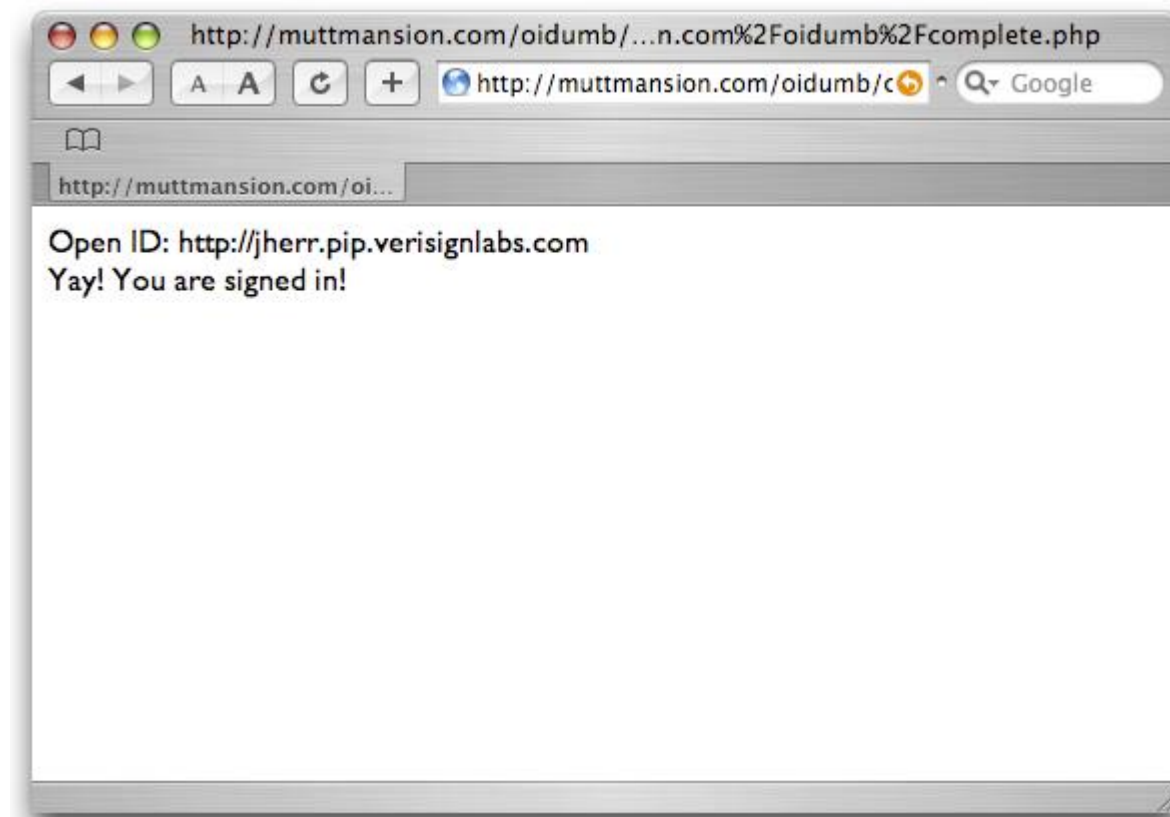 http://muttmansion.com/oidumb/...n.com%2Foidumb%2Fcomplete.php
A A + http://muttmansion.com/oidumb/c Google
http://muttmansion.com/oi...
Open ID: http://jherr.pip.verisignlabs.com
Yay! You are signed in!